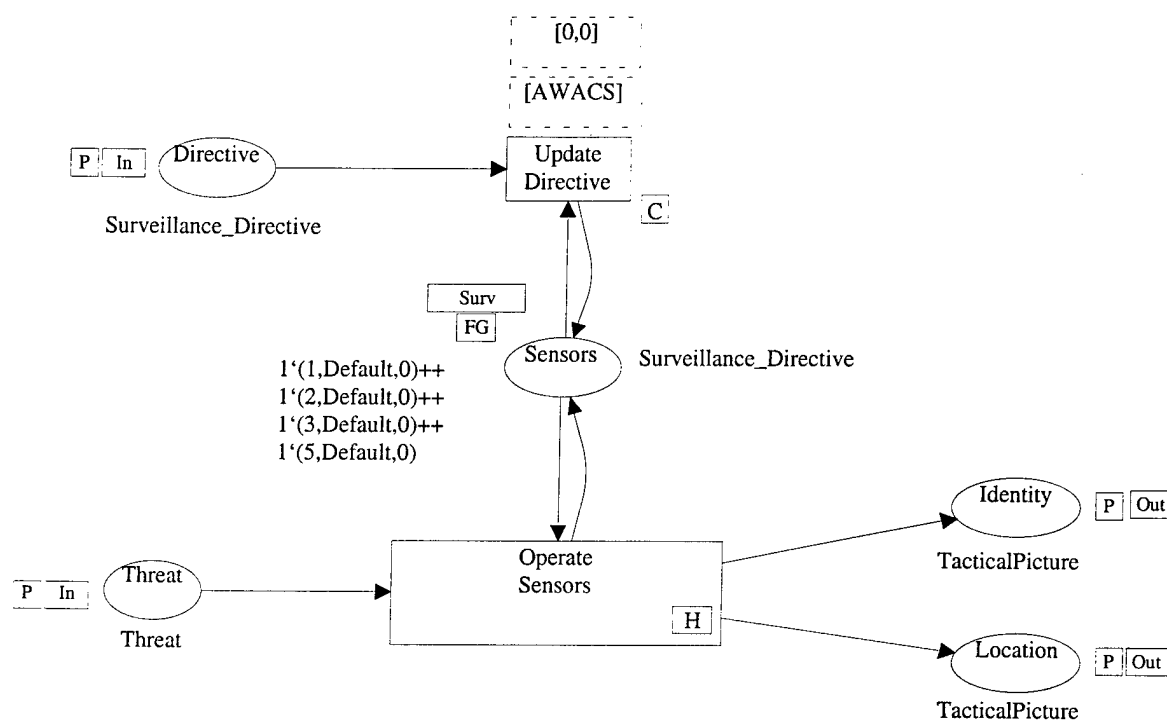 [0,0]
[AWACS]
P In Directive
Update
Directive
C
Surveillance_Directive
Surv
FG
Sensors
Surveillance_Directive
1‘(1,Default,0)++
1‘(2,Default,0)++
1‘(3,Default,0)++
1‘(5,Default,0)
Identity
P Out
TacticalPicture
Operate
Sensors
H
P In Threat
Threat
Location
P Out
TacticalPicture